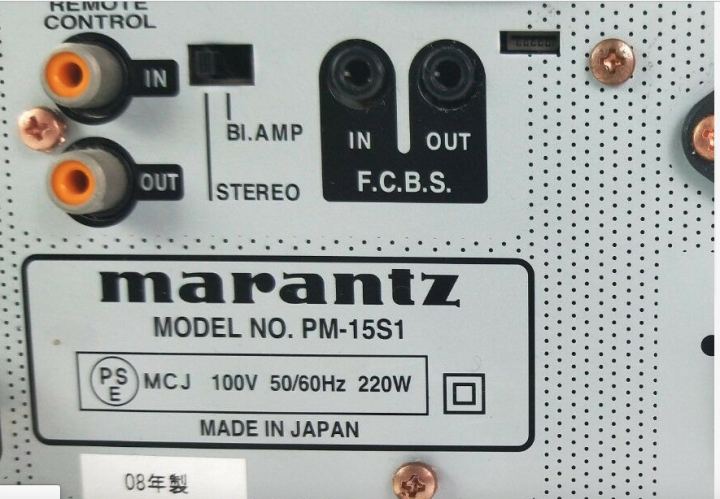 REMOTE
CONTROL
IN
OUT
BI.AMP
STEREO
IN OUT
F.C.B.S.
marantz
MODEL NO. PM-15S1
PS
E
MCJ 100V 50/60Hz 220W
MADE IN JAPAN
08年製